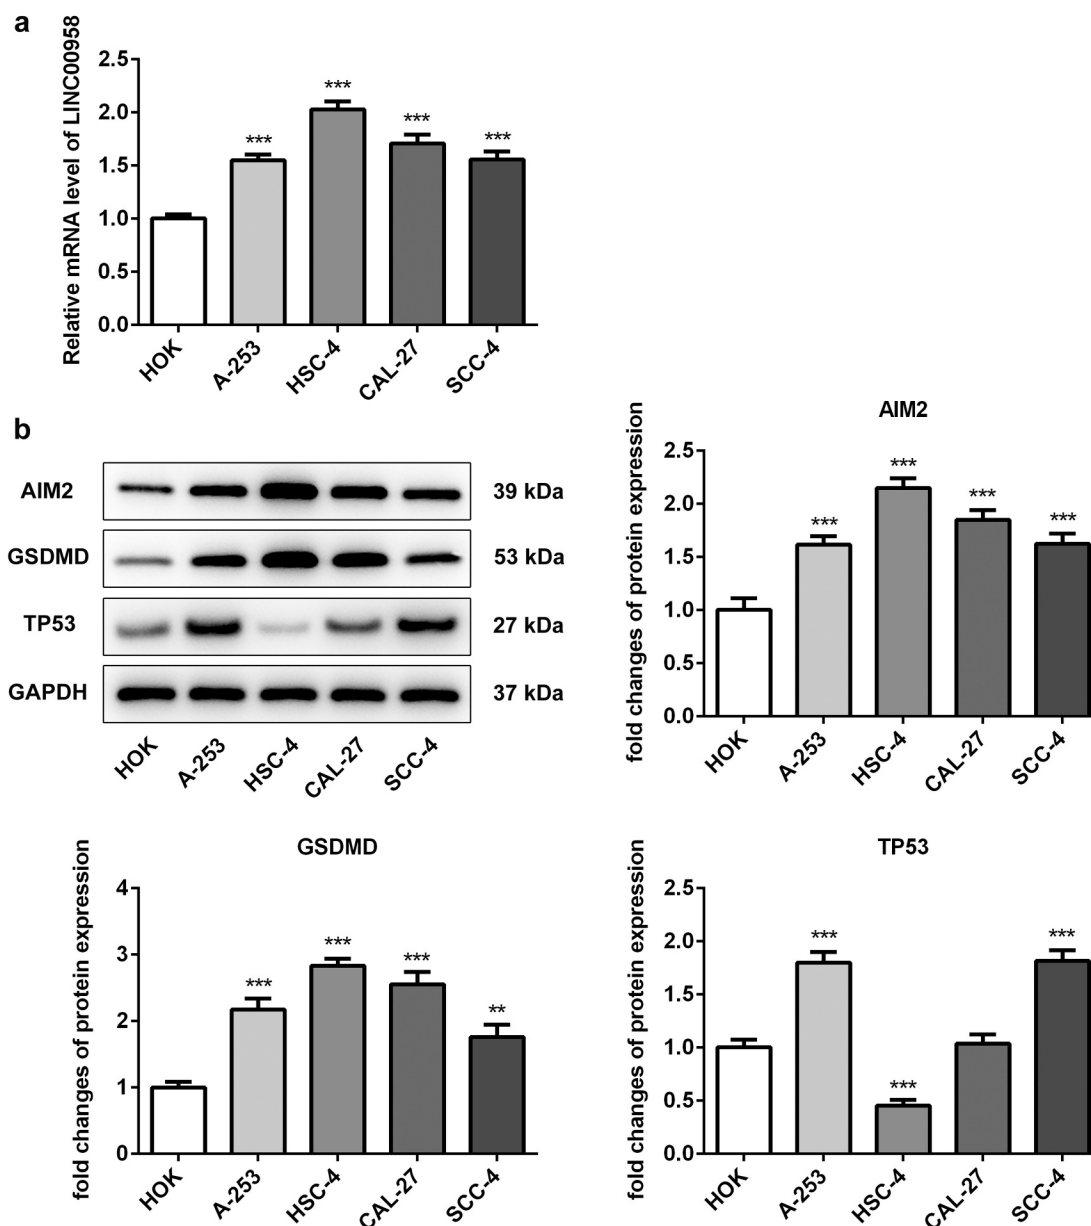 a
Relative mRNA level of LINC00958
2.5
2.0
1.5
1.0
0.5
0.0
***
***
***
***
HOK
A-253
HSC-4
CAL-27
SCC-4
b
AIM2
39 kDa
GSDMD
53 kDa
TP53
27 kDa
GAPDH
37 kDa
HOK
A-253
HSC-4
CAL-27
SCC-4
AIM2
fold changes of protein expression
2.5
2.0
1.5
1.0
0.5
0.0
***
***
***
***
HOK
A-253
HSC-4
CAL-27
SCC-4
GSDMD
fold changes of protein expression
4
3
2
1
0
***
***
***
**
HOK
A-253
HSC-4
CAL-27
SCC-4
TP53
fold changes of protein expression
2.5
2.0
1.5
1.0
0.5
0.0
***
***
***
HOK
A-253
HSC-4
CAL-27
SCC-4